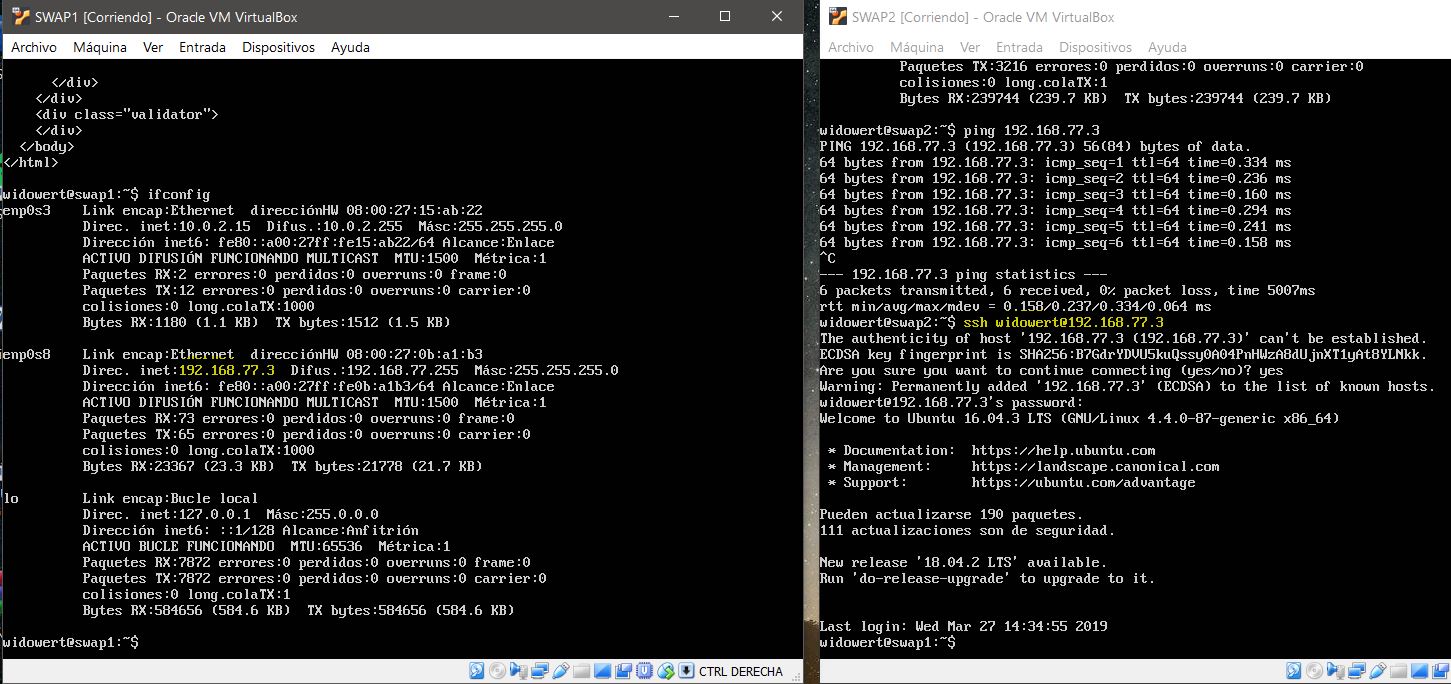 SWAP1 [Corriendo] - Oracle VM VirtualBox
Archivo Máquina Ver Entrada Dispositivos Ayuda
</div>
</div>
<div class="validator">
</div>
</body>
</html>
widowert@swap1:~$ ifconfig
enp0s3 Link encap:Ethernet direcciónHW 08:00:27:15:ab:22
Direc. inet:10.0.2.15 Difus.:10.0.2.255 Másc:255.255.255.0
Dirección inet6: fe80::a00:27ff:fe15:ab22/64 Alcance:Enlace
ACTIVO DIFUSIÓN FUNCIONANDO MULTICAST MTU:1500 Métrica:1
Paquetes RX:2 errores:0 perdidos:0 overruns:0 frame:0
Paquetes TX:12 errores:0 perdidos:0 overruns:0 carrier:0
colisiones:0 long.colaTX:1000
Bytes RX:1180 (1.1 KB) TX bytes:1512 (1.5 KB)
enp0s8 Link encap:Ethernet direcciónHW 08:00:27:0b:a1:b3
Direc. inet:192.168.77.3 Difus.:192.168.77.255 Másc:255.255.255.0
Dirección inet6: fe80::a00:27ff:fe0b:a1b3/64 Alcance:Enlace
ACTIVO DIFUSIÓN FUNCIONANDO MULTICAST MTU:1500 Métrica:1
Paquetes RX:73 errores:0 perdidos:0 overruns:0 frame:0
Paquetes TX:65 errores:0 perdidos:0 overruns:0 carrier:0
colisiones:0 long.colaTX:1000
Bytes RX:23367 (23.3 KB) TX bytes:21778 (21.7 KB)
lo Link encap:Bucle local
Direc. inet:127.0.0.1 Másc:255.0.0.0
Dirección inet6: ::1/128 Alcance:Anfitrión
ACTIVO BUCLE FUNCIONANDO MTU:65536 Métrica:1
Paquetes RX:7872 errores:0 perdidos:0 overruns:0 frame:0
Paquetes TX:7872 errores:0 perdidos:0 overruns:0 carrier:0
colisiones:0 long.colaTX:1
Bytes RX:584656 (584.6 KB) TX bytes:584656 (584.6 KB)
widowert@swap1:~$
CTRL DERECHA
SWAP2 [Corriendo] - Oracle VM VirtualBox
Archivo Máquina Ver Entrada Dispositivos Ayuda
Paquetes TX:3216 errores:0 perdidos:0 overruns:0 carrier:0
colisiones:0 long.colaTX:1
Bytes RX:239744 (239.7 KB) TX bytes:239744 (239.7 KB)
widowert@swap2:~$ ping 192.168.77.3
PING 192.168.77.3 (192.168.77.3) 56(84) bytes of data.
64 bytes from 192.168.77.3: icmp_seq=1 ttl=64 time=0.334 ms
64 bytes from 192.168.77.3: icmp_seq=2 ttl=64 time=0.236 ms
64 bytes from 192.168.77.3: icmp_seq=3 ttl=64 time=0.160 ms
64 bytes from 192.168.77.3: icmp_seq=4 ttl=64 time=0.294 ms
64 bytes from 192.168.77.3: icmp_seq=5 ttl=64 time=0.241 ms
64 bytes from 192.168.77.3: icmp_seq=6 ttl=64 time=0.158 ms
^C
--- 192.168.77.3 ping statistics ---
6 packets transmitted, 6 received, 0% packet loss, time 5007ms
rtt min/avg/max/mdev = 0.158/0.237/0.334/0.064 ms
widowert@swap2:~$ ssh widowert@192.168.77.3
The authenticity of host '192.168.77.3 (192.168.77.3)' can't be established.
ECDSA key fingerprint is SHA256:B7GdrYDVU5kuQssy0A04PnHWzA8dUjnXT1yAt8YLNkk.
Are you sure you want to continue connecting (yes/no)? yes
Warning: Permanently added '192.168.77.3' (ECDSA) to the list of known hosts.
widowert@192.168.77.3's password:
Welcome to Ubuntu 16.04.3 LTS (GNU/Linux 4.4.0-87-generic x86_64)
* Documentation: https://help.ubuntu.com
* Management: https://landscape.canonical.com
* Support: https://ubuntu.com/advantage
Pueden actualizarse 190 paquetes.
111 actualizaciones son de seguridad.
New release '18.04.2 LTS' available.
Run 'do-release-upgrade' to upgrade to it.
Last login: Wed Mar 27 14:34:55 2019
widowert@swap1:~$